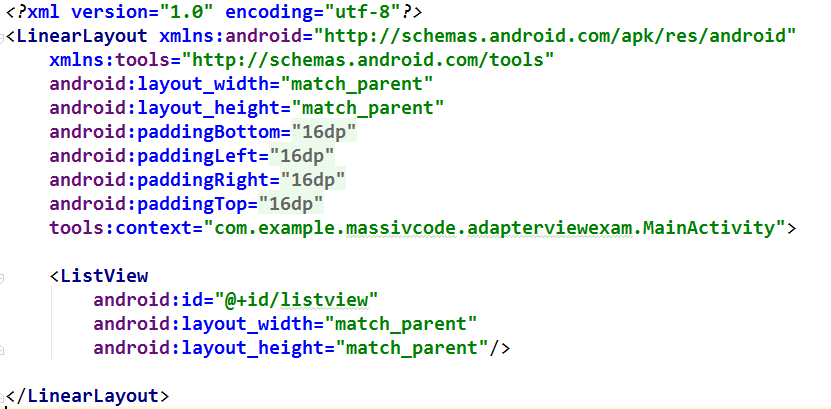 <?xml version="1.0" encoding="utf-8"?>
<LinearLayout xmlns:android="http://schemas.android.com/apk/res/android"
    xmlns:tools="http://schemas.android.com/tools"
    android:layout_width="match_parent"
    android:layout_height="match_parent"
    android:paddingBottom="16dp"
    android:paddingLeft="16dp"
    android:paddingRight="16dp"
    android:paddingTop="16dp"
    tools:context="com.example.massivcode.adapterviewexam.MainActivity">

    <ListView
        android:id="@+id/listview"
        android:layout_width="match_parent"
        android:layout_height="match_parent"/>

</LinearLayout>